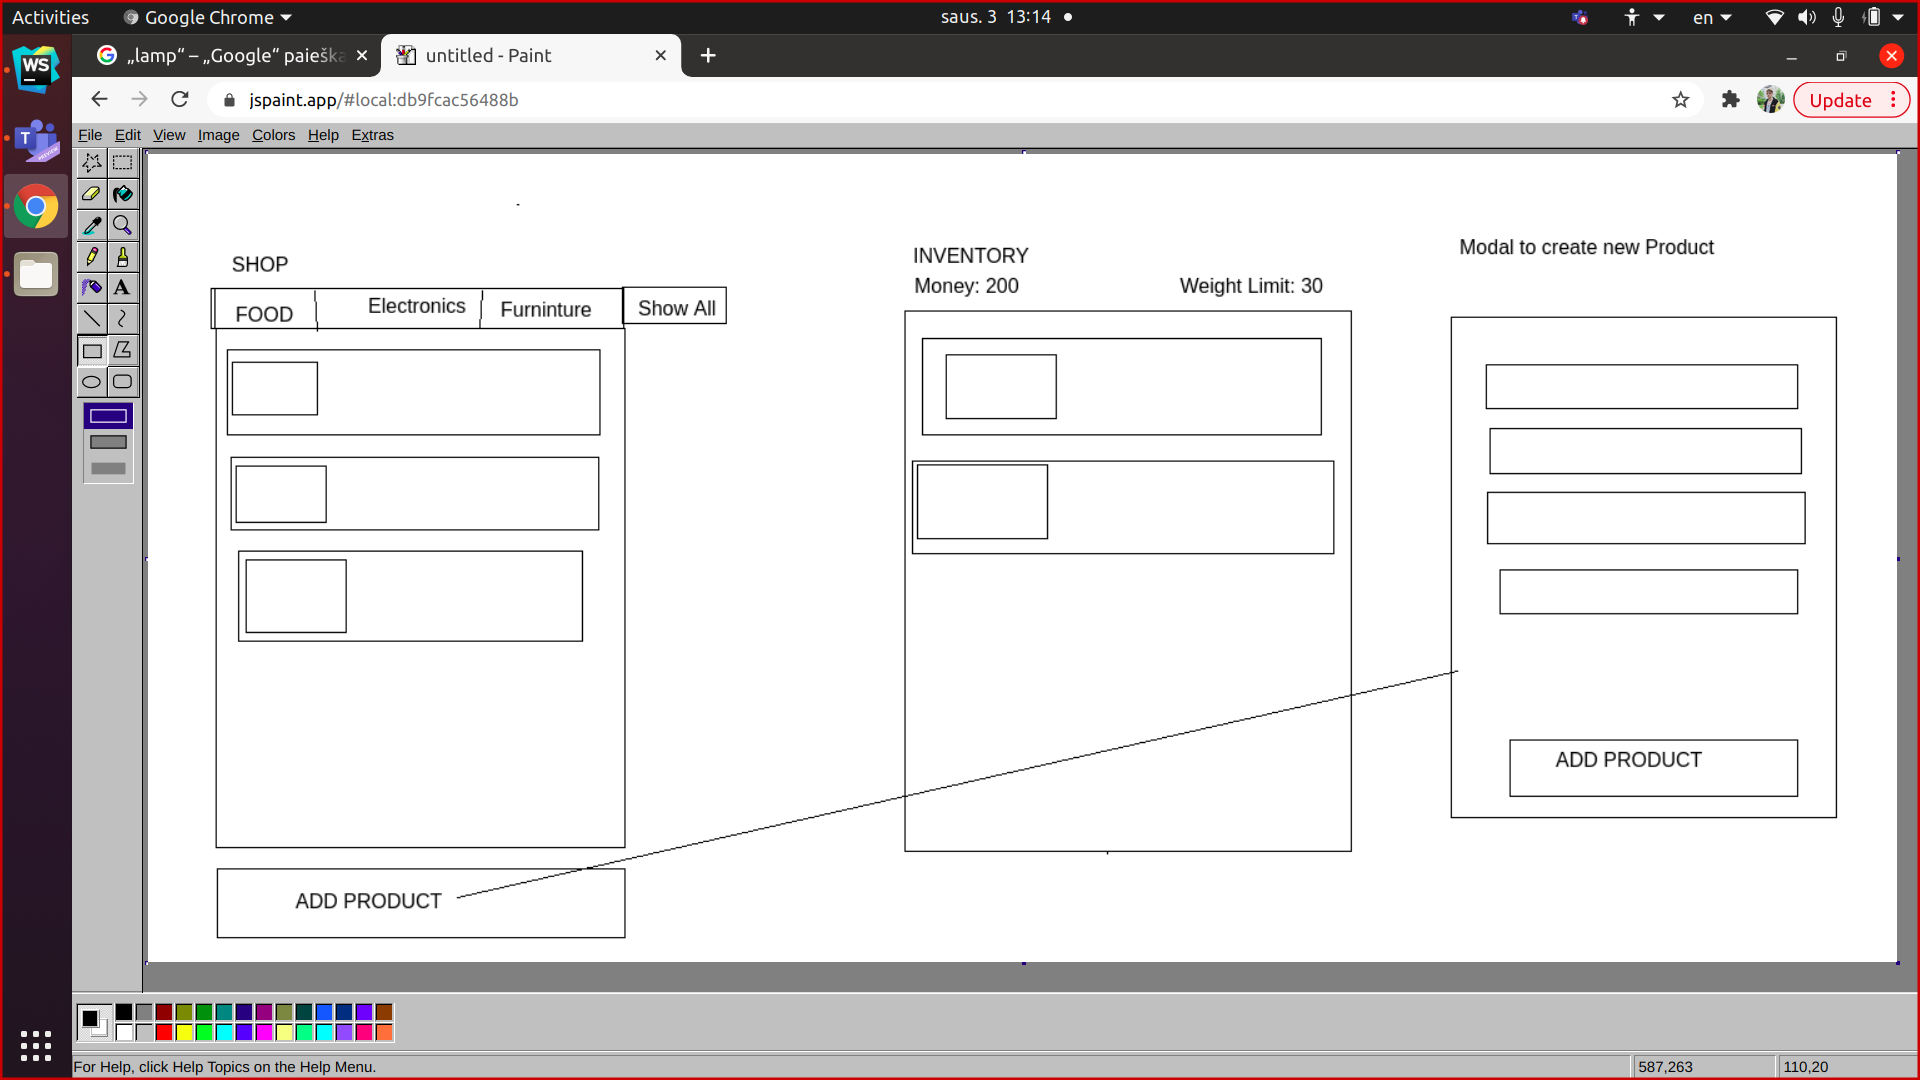 Activities
Google Chrome
saus. 3 13:14
en
WS
T
PREVIEW
„lamp“ – „Google“ paieška
untitled - Paint
jspaint.app/#local:db9fcac56488b
Update
File Edit View Image Colors Help Extras
A
SHOP
FOOD
Electronics
Furninture
Show All
INVENTORY
Money: 200
Weight Limit: 30
Modal to create new Product
ADD PRODUCT
ADD PRODUCT
For Help, click Help Topics on the Help Menu.
587,263
110,20